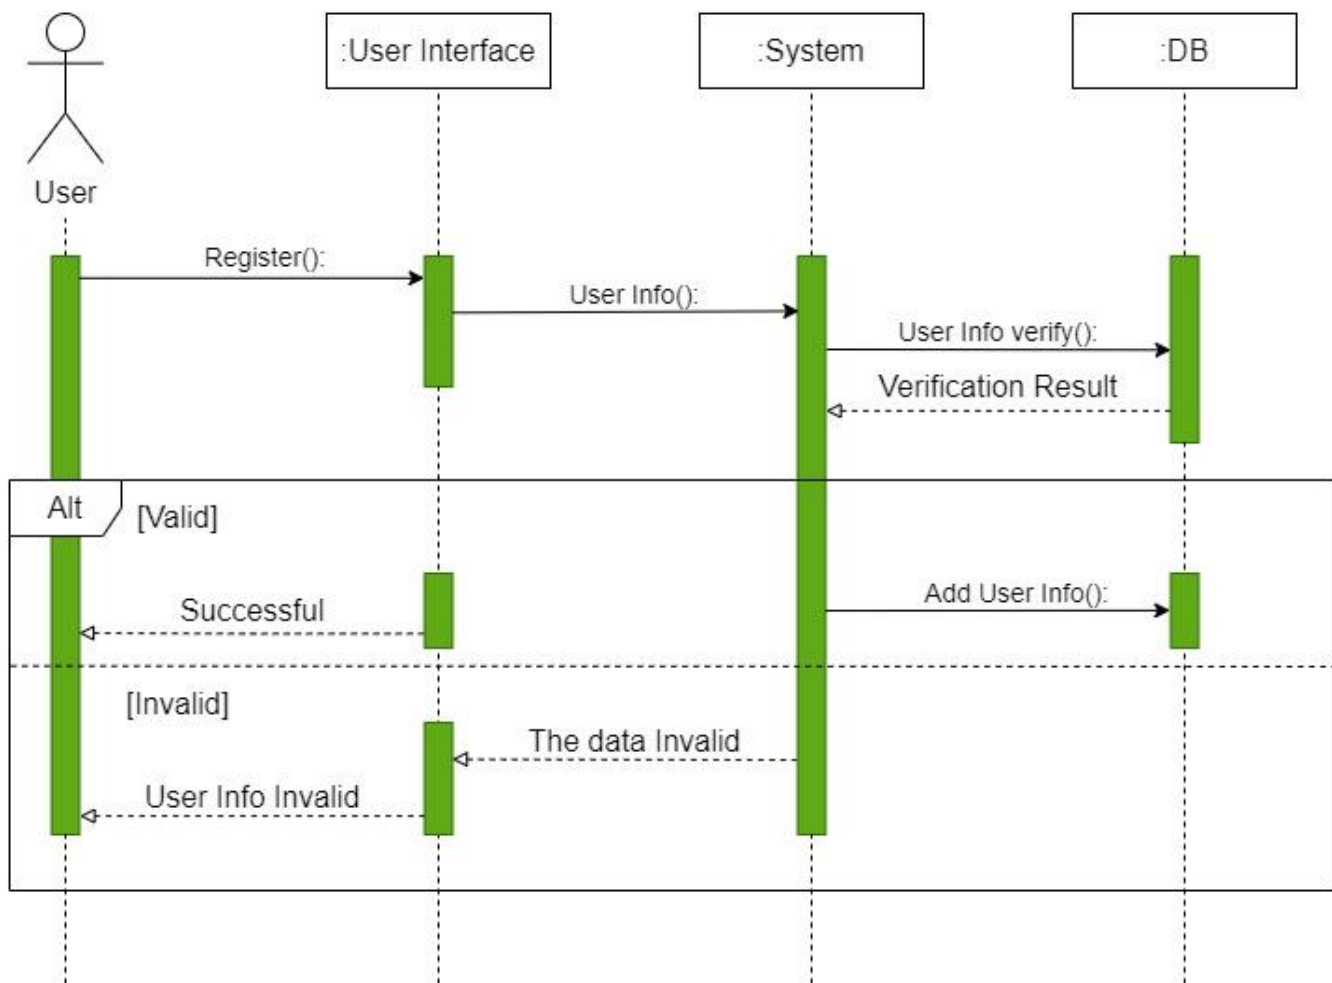 :User Interface
:System
:DB
User
Register():
User Info():
User Info verify():
Verification Result
Alt
[Valid]
Add User Info():
Successful
[Invalid]
The data Invalid
User Info Invalid